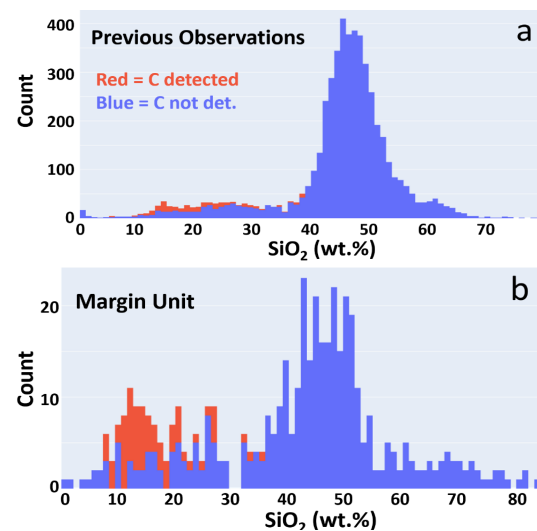 a
Previous Observations
Red = C detected
Blue = C not det.
Count
400
300
200
100
0
0 10 20 30 40 50 60 70
SiO2 (wt.%)
b
Margin Unit
Count
20
10
0
0 10 20 30 40 50 60 70 80
SiO2 (wt.%)